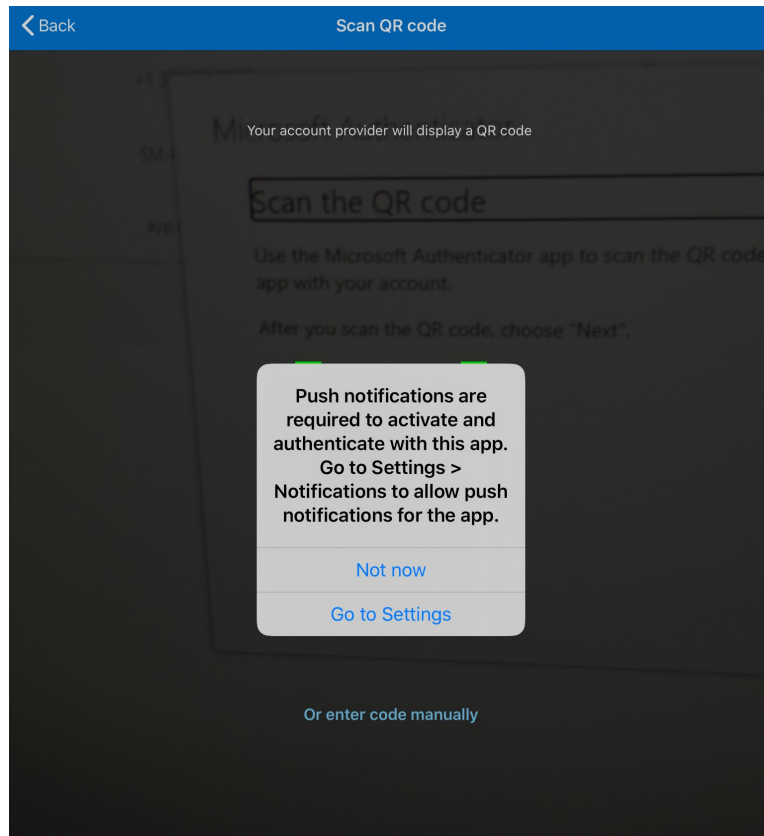 Back
Scan QR code
+1
Your account provider will display a QR code
Microsoft Authenticator
SM-
Scan the QR code
Use the Microsoft Authenticator app to scan the QR code
app with your account.
After you scan the QR code, choose "Next".
Push notifications are
required to activate and
authenticate with this app.
Go to Settings >
Notifications to allow push
notifications for the app.
Not now
Go to Settings
Or enter code manually